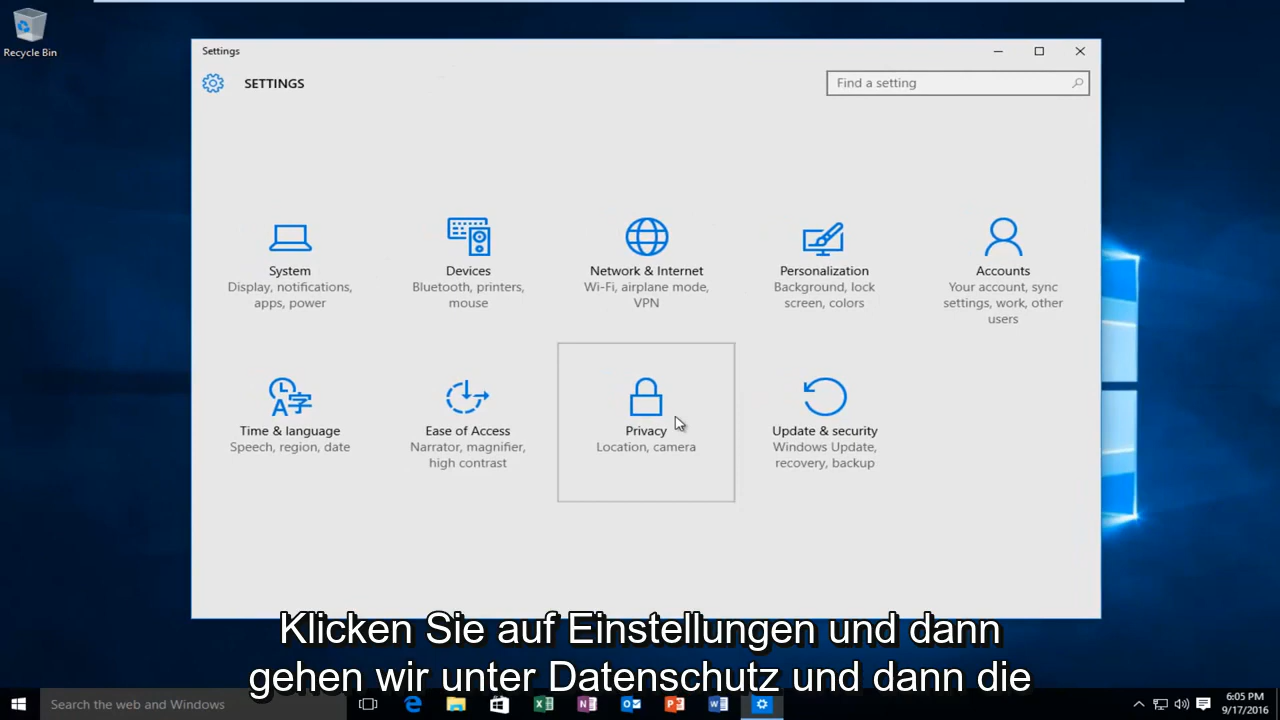 Recycle Bin
Settings
SETTINGS
Find a setting
System
Display, notifications,
apps, power
Devices
Bluetooth, printers,
mouse
Network & Internet
Wi-Fi, airplane mode,
VPN
Personalization
Background, lock
screen, colors
Accounts
Your account, sync
settings, work, other
users
Time & language
Speech, region, date
Ease of Access
Narrator, magnifier,
high contrast
Privacy
Location, camera
Update & security
Windows Update,
recovery, backup
Klicken Sie auf Einstellungen und dann
gehen wir unter Datenschutz und dann die
Search the web and Windows
6:05 PM
9/17/2016